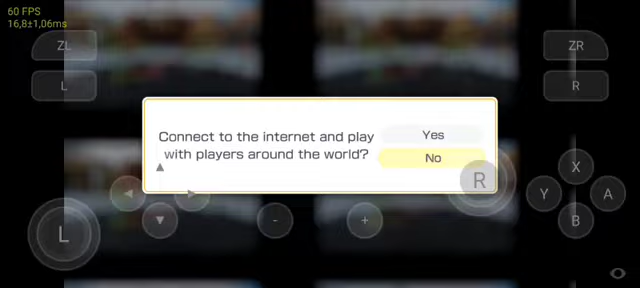 60 FPS
16,8±1,06ms
ZL
ZR
L
R
Connect to the internet and play
with players around the world?
Yes
No
R
X
Y
A
B
L
-
+